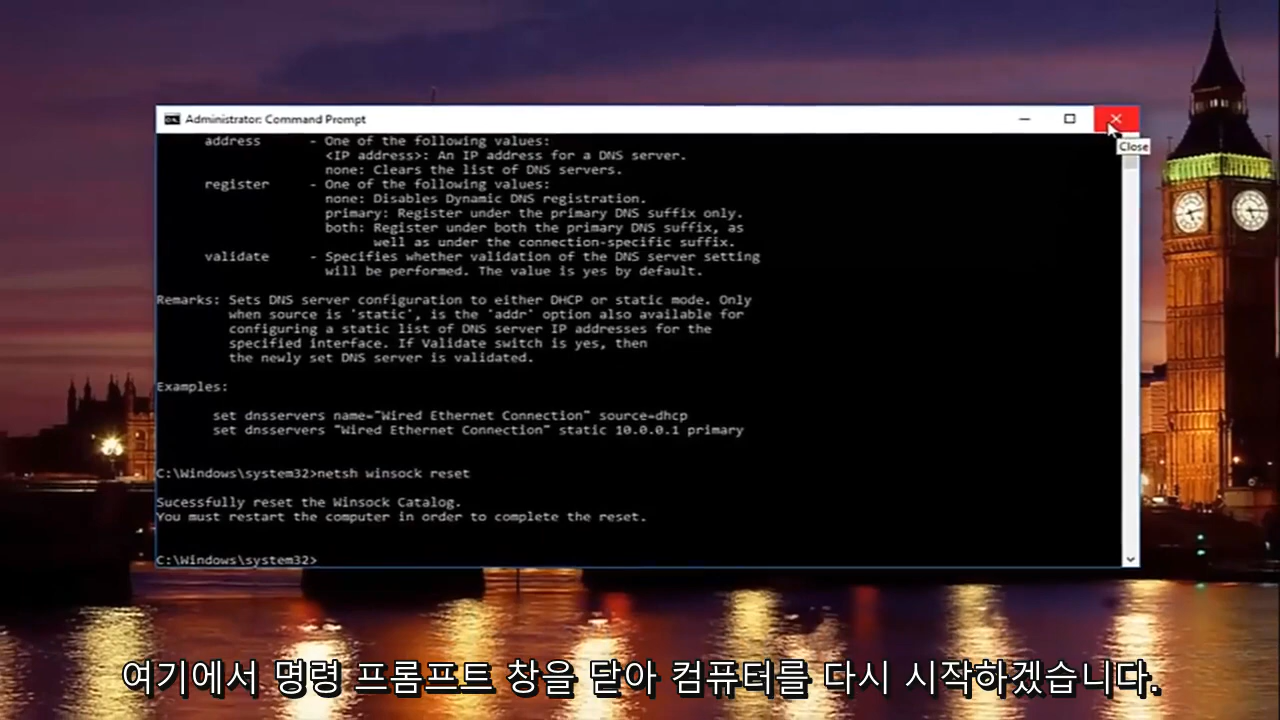 Administrator: Command Prompt
Close
address - One of the following values:
<IP address>: An IP address for a DNS server.
none: Clears the list of DNS servers.
register - One of the following values:
none: Disables Dynamic DNS registration.
primary: Register under the primary DNS suffix only.
both: Register under both the primary DNS suffix, as
well as under the connection-specific suffix.
validate - Specifies whether validation of the DNS server setting
will be performed. The value is yes by default.
Remarks: Sets DNS server configuration to either DHCP or static mode. Only
when source is 'static', is the 'addr' option also available for
configuring a static list of DNS server IP addresses for the
specified interface. If Validate switch is yes, then
the newly set DNS server is validated.
Examples:
set dnsservers name="Wired Ethernet Connection" source=dhcp
set dnsservers "Wired Ethernet Connection" static 10.0.0.1 primary
C:\Windows\system32>netsh winsock reset
Sucessfully reset the Winsock Catalog.
You must restart the computer in order to complete the reset.
C:\Windows\system32>
여기에서 명령 프롬프트 창을 닫아 컴퓨터를 다시 시작하겠습니다.